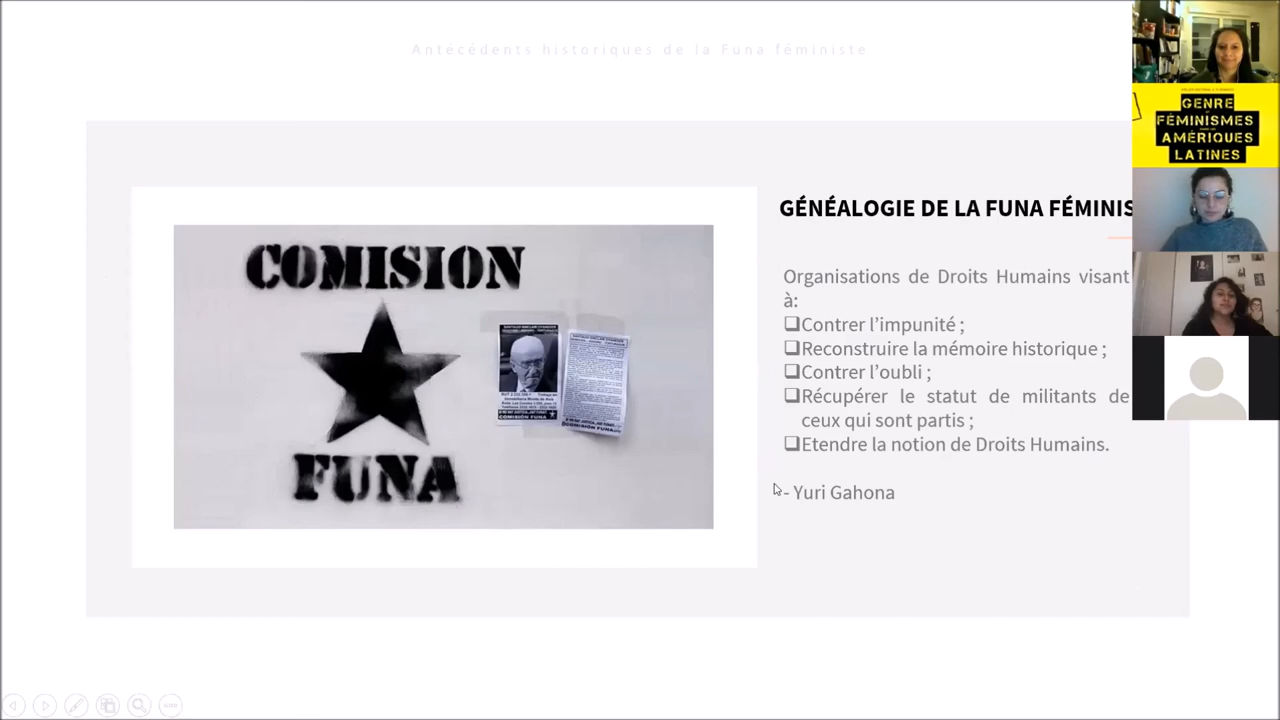 Antécedents historiques de la Funa féministe
GÉNÉALOGIE DE LA FUNA FÉMINIS
Organisations de Droits Humains visant
à:
Contrer l'impunité ;
Reconstruire la mémoire historique ;
Contrer l'oubli ;
Récupérer le statut de militants de
ceux qui sont partis ;
Etendre la notion de Droits Humains.
- Yuri Gahona
COMISION
FUNA
COMISIÓN FUNA
GENRE
FÉMINISMES
AMÉRIQUES
LATINES